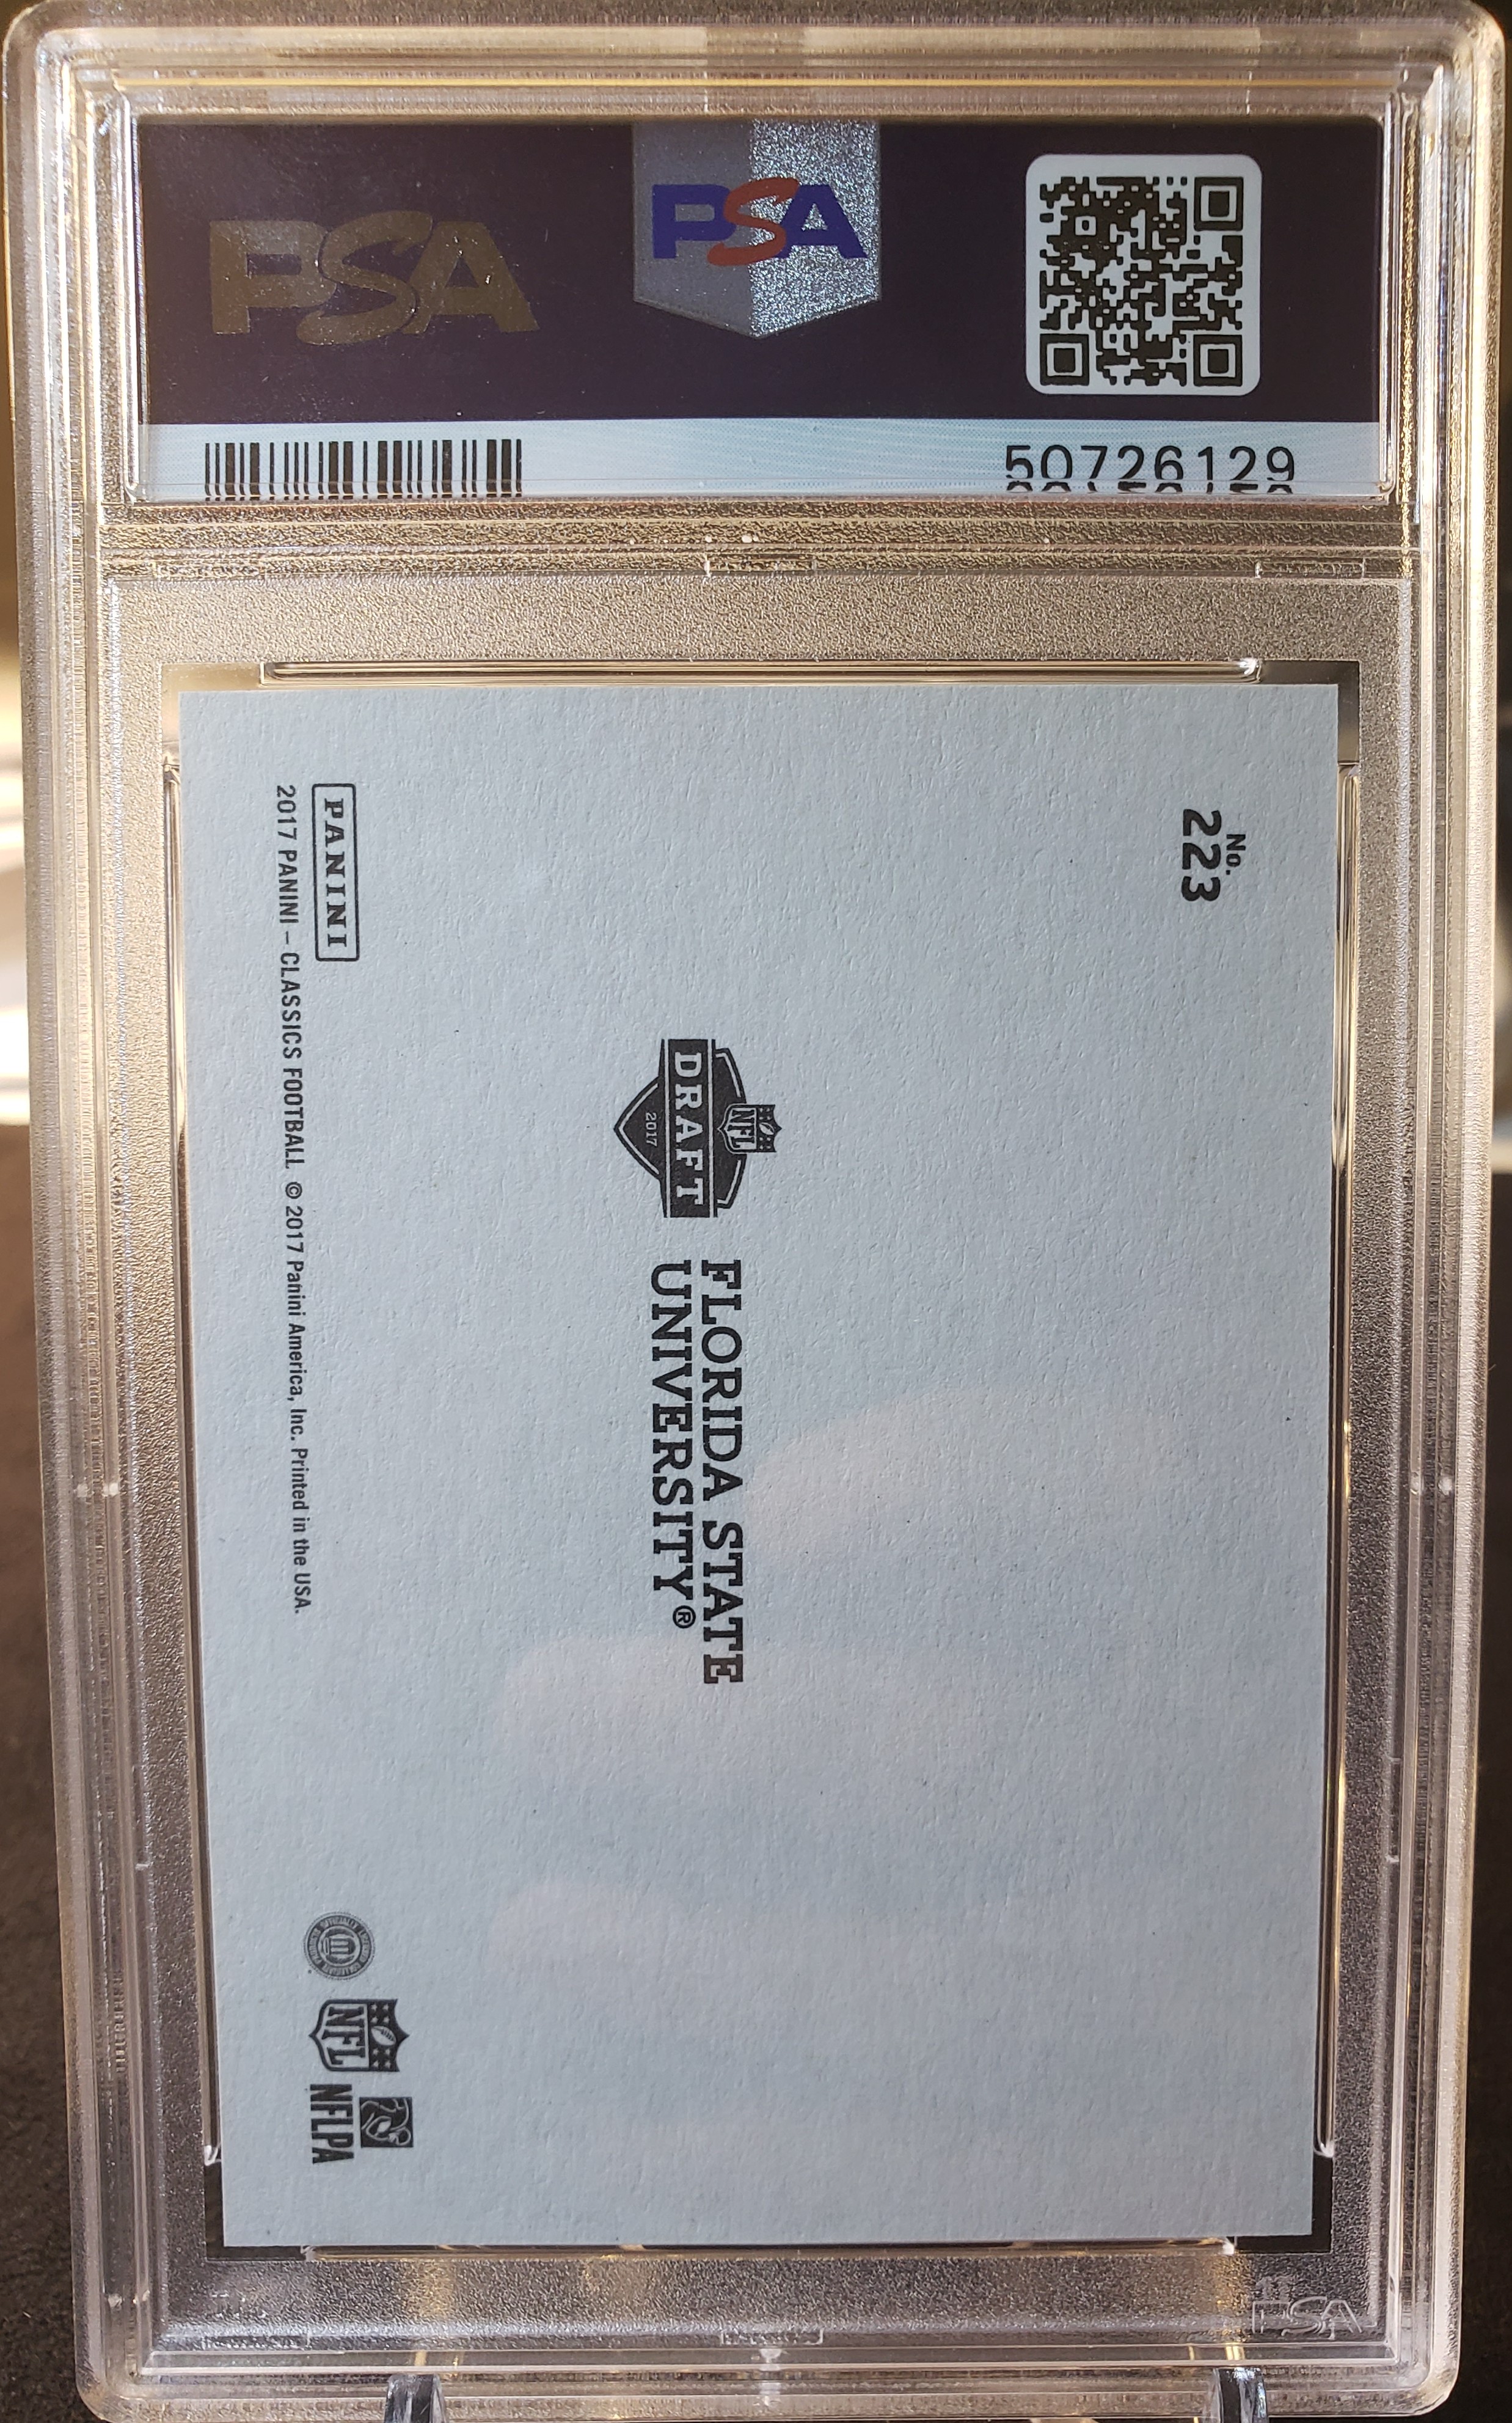 PSA
PSA
50726129
No.
223
NFL
DRAFT
2017
FLORIDA STATE
UNIVERSITY®
PANINI
2017 PANINI – CLASSICS FOOTBALL © 2017 Panini America, Inc. Printed in the USA.
NFL
NFLPA
PSA